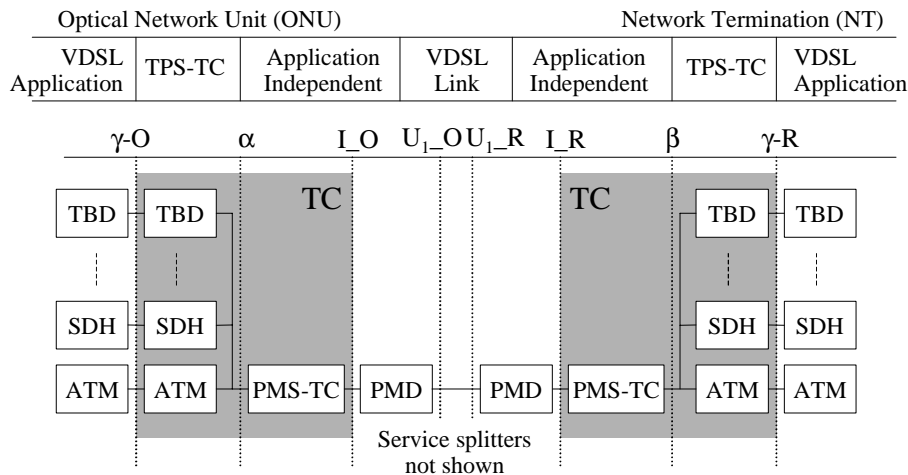 Optical Network Unit (ONU) Network Termination (NT)
VDSL Application TPS-TC Application Independent VDSL Link Application Independent TPS-TC VDSL Application
γ-O α I_O U₁_O U₁_R I_R β γ-R
TC TC
TBD TBD TBD TBD
SDH SDH SDH SDH
ATM ATM PMS-TC PMD PMD PMS-TC ATM ATM
Service splitters
not shown